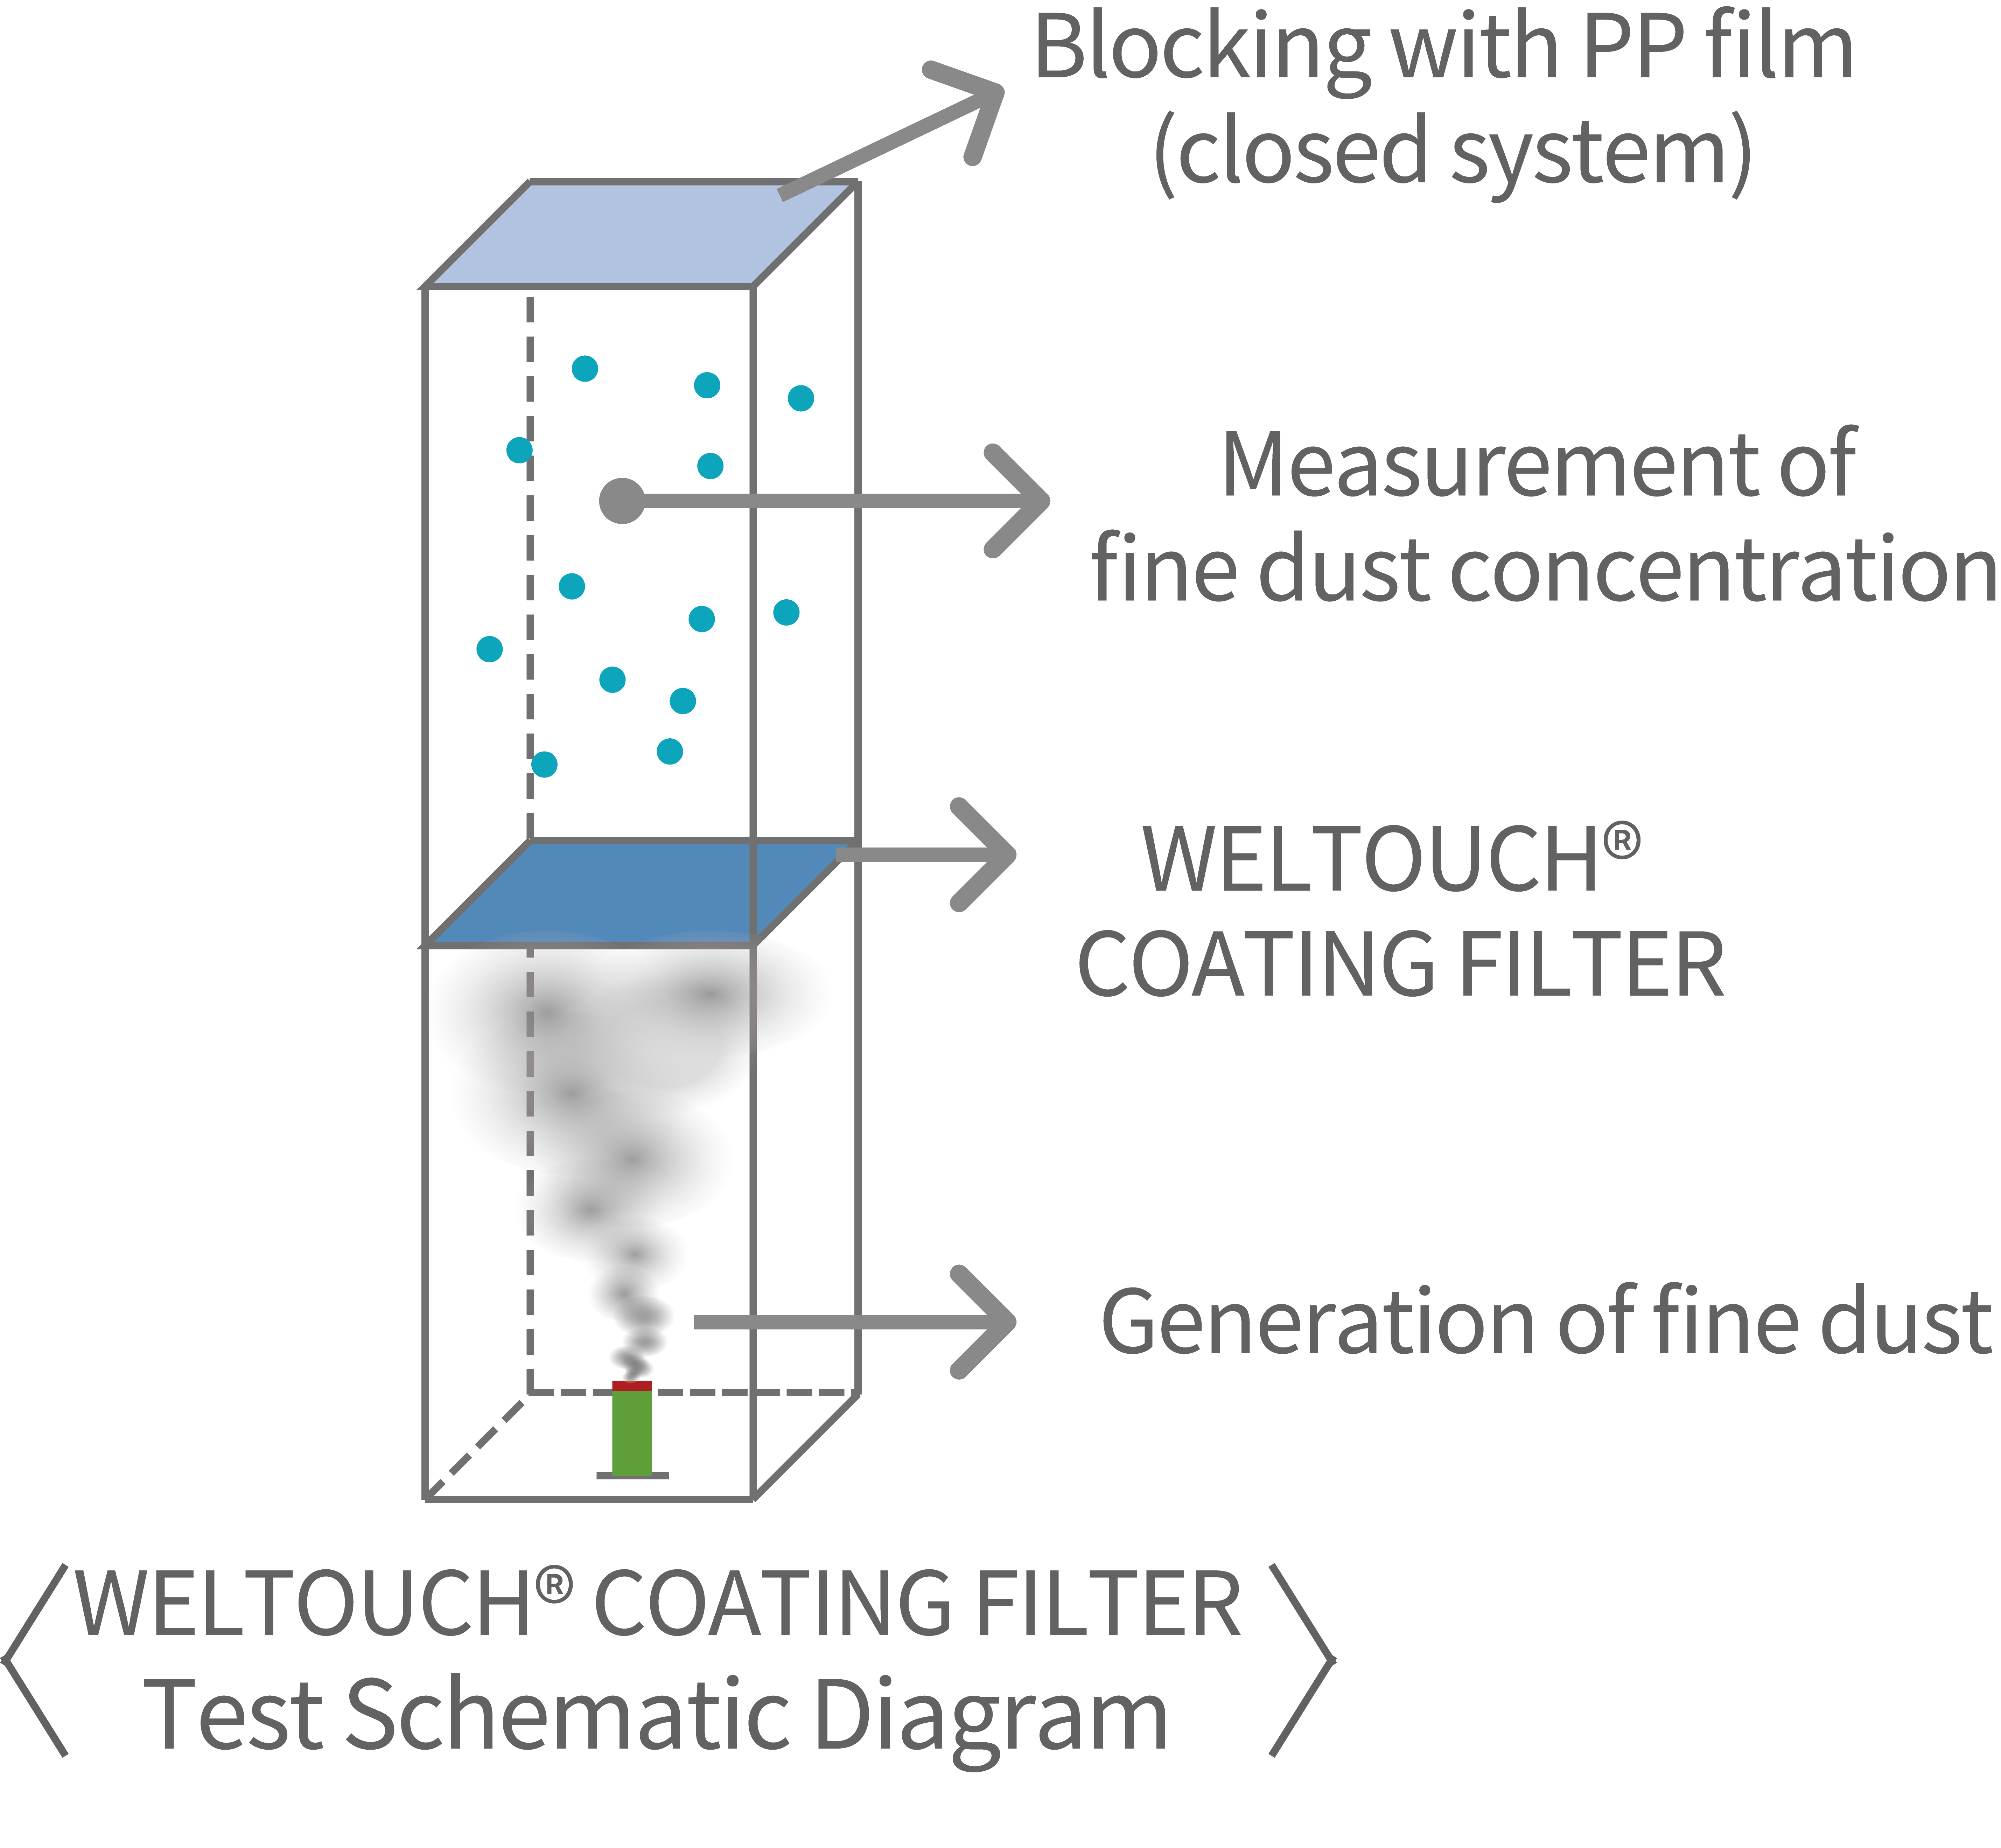 Blocking with PP film
(closed system)
Measurement of
fine dust concentration
WELTOUCH®
COATING FILTER
Generation of fine dust
WELTOUCH® COATING FILTER
Test Schematic Diagram